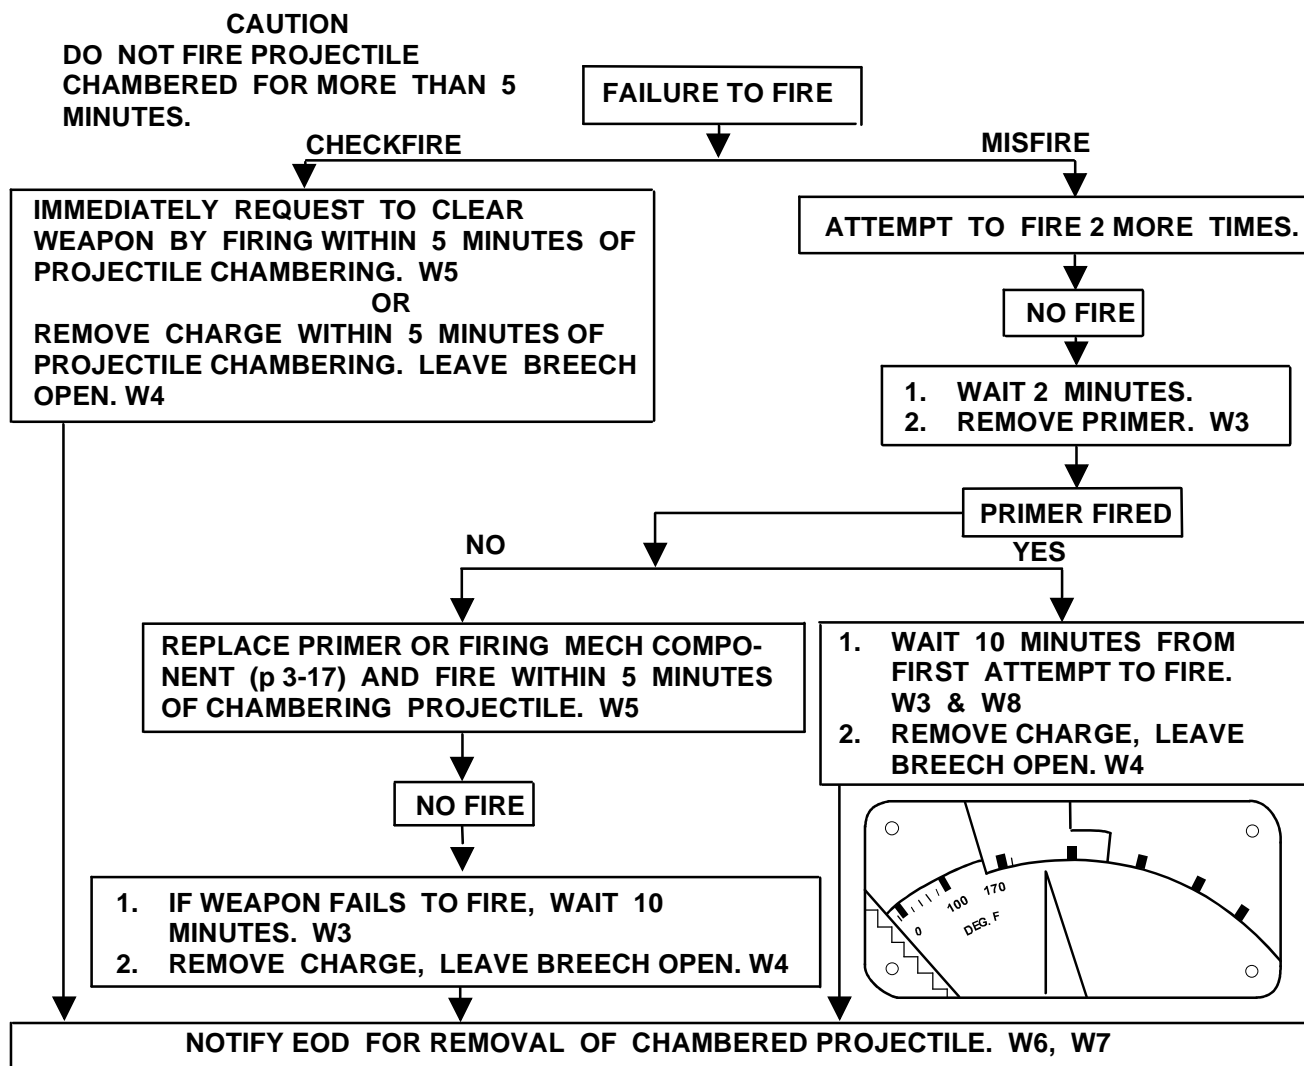 CAUTION
DO NOT FIRE PROJECTILE
CHAMBERED FOR MORE THAN 5
MINUTES.
FAILURE TO FIRE
CHECKFIRE
MISFIRE
IMMEDIATELY REQUEST TO CLEAR
WEAPON BY FIRING WITHIN 5 MINUTES OF
PROJECTILE CHAMBERING. W5
OR
REMOVE CHARGE WITHIN 5 MINUTES OF
PROJECTILE CHAMBERING. LEAVE BREECH
OPEN. W4
ATTEMPT TO FIRE 2 MORE TIMES.
NO FIRE
1. WAIT 2 MINUTES.
2. REMOVE PRIMER. W3
PRIMER FIRED
NO
YES
REPLACE PRIMER OR FIRING MECH COMPO-
NENT (p 3-17) AND FIRE WITHIN 5 MINUTES
OF CHAMBERING PROJECTILE. W5
1. WAIT 10 MINUTES FROM
FIRST ATTEMPT TO FIRE.
W3 & W8
2. REMOVE CHARGE, LEAVE
BREECH OPEN. W4
NO FIRE
1. IF WEAPON FAILS TO FIRE, WAIT 10
MINUTES. W3
2. REMOVE CHARGE, LEAVE BREECH OPEN. W4
0
100
170
DEG. F
NOTIFY EOD FOR REMOVAL OF CHAMBERED PROJECTILE. W6, W7